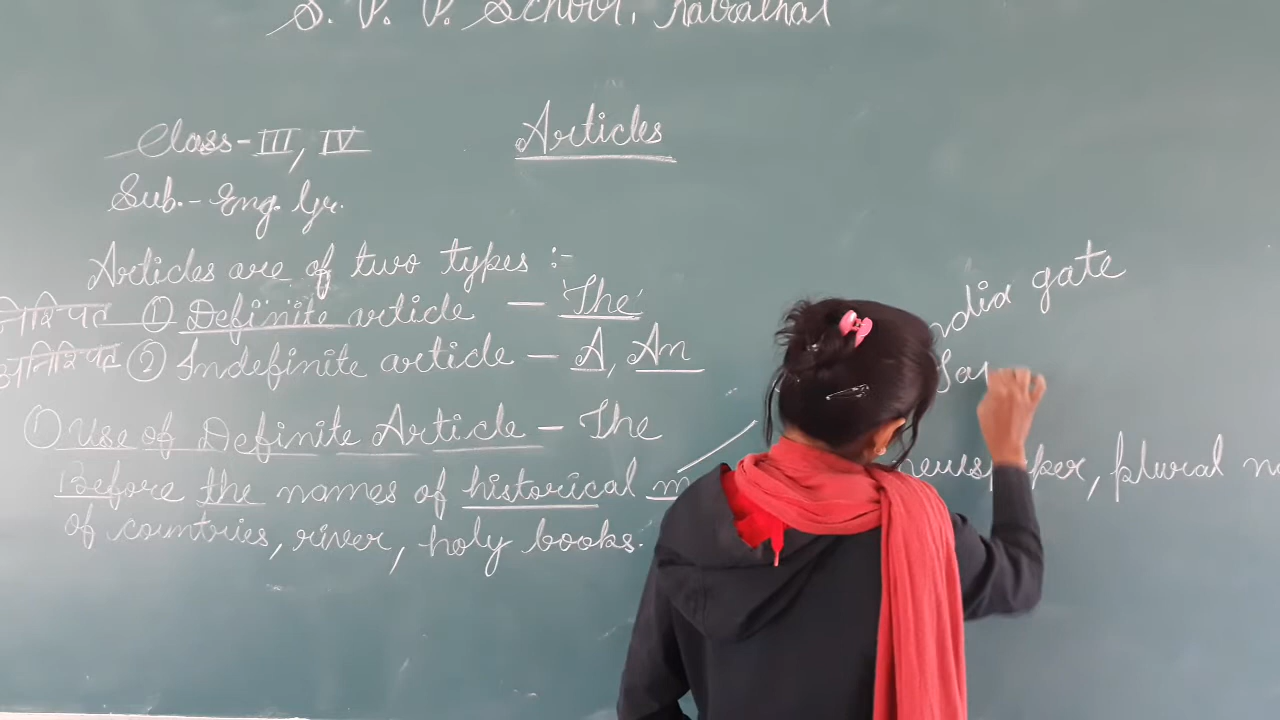 S. V. P. School,
Class-III, IV
Articles
Sub.- Eng. Gr.
Articles are of two types :-
① Definite article — 'The'
② Indefinite article — A, An
ndia gate
① Use of Definite Article - The
Before the names of historical m newspaper, plural n
of countries, river, holy books.